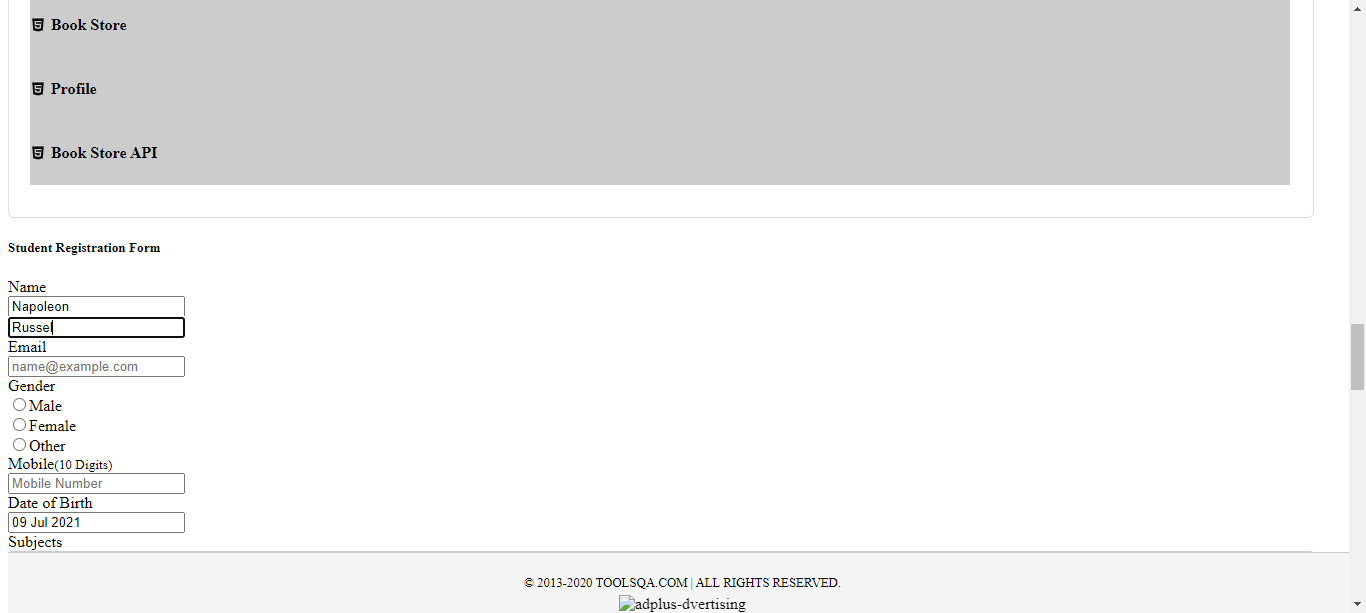 Book Store
Profile
Book Store API
Student Registration Form
Name
Napoleon
Russel
Email
name@example.com
Gender
Male
Female
Other
Mobile(10 Digits)
Mobile Number
Date of Birth
09 Jul 2021
Subjects
© 2013-2020 TOOLSQA.COM | ALL RIGHTS RESERVED.
adplus-dvertising